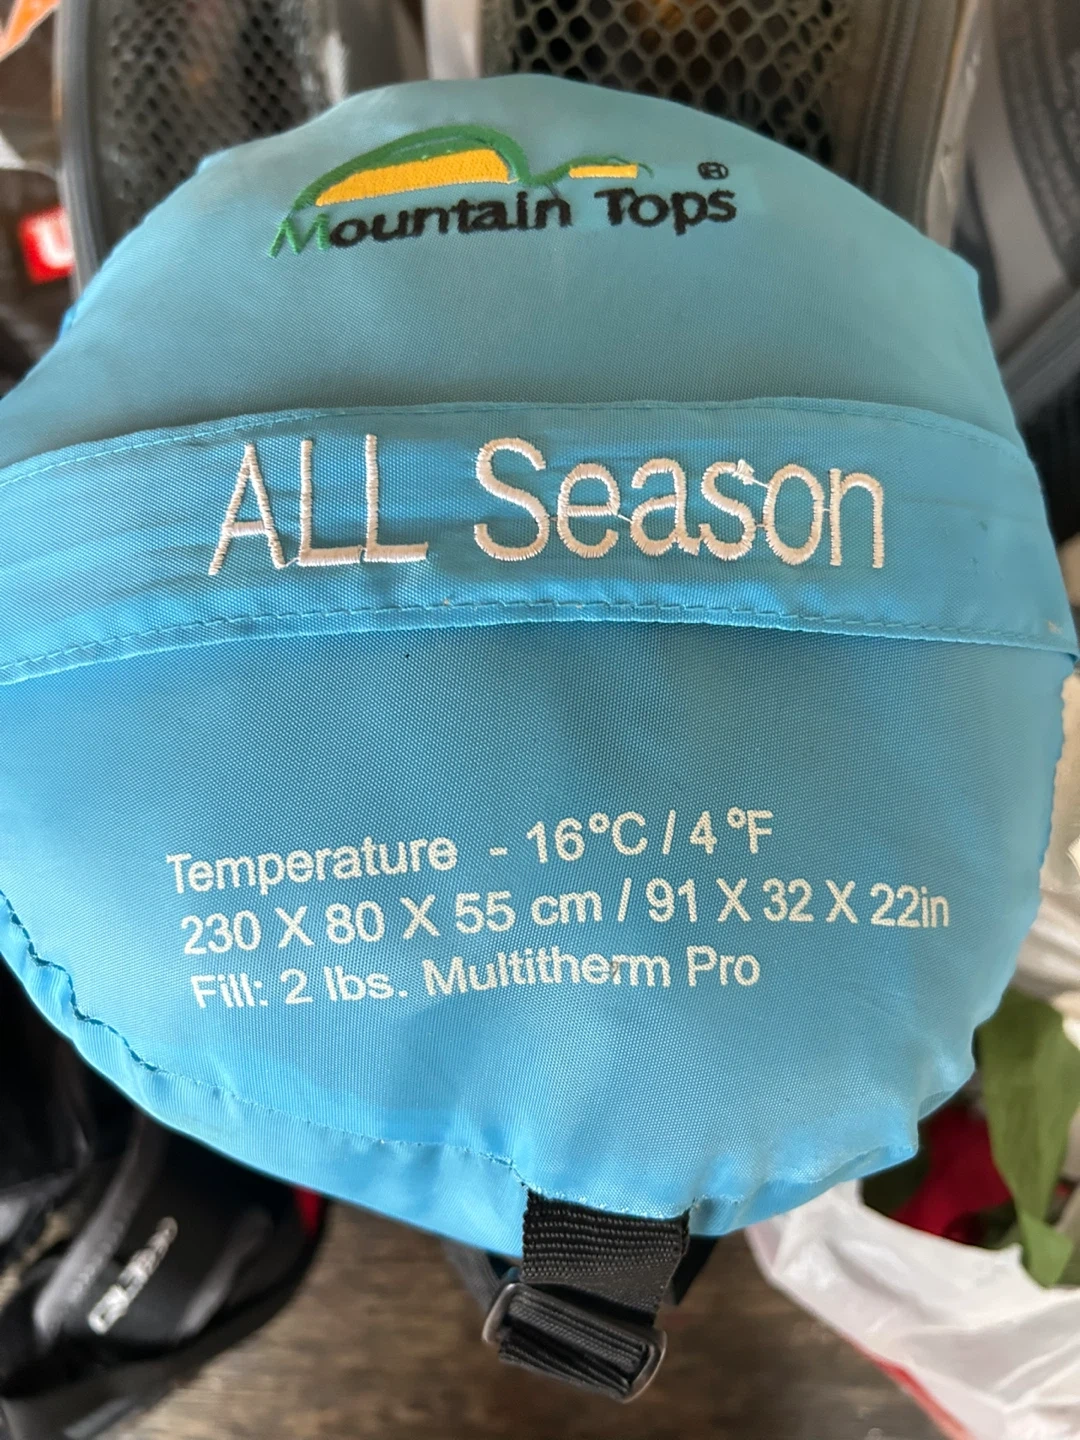 Mountain Tops ®
ALL Season
Temperature - 16°C / 4°F
230 X 80 X 55 cm / 91 X 32 X 22in
Fill: 2 lbs. Multitherm Pro